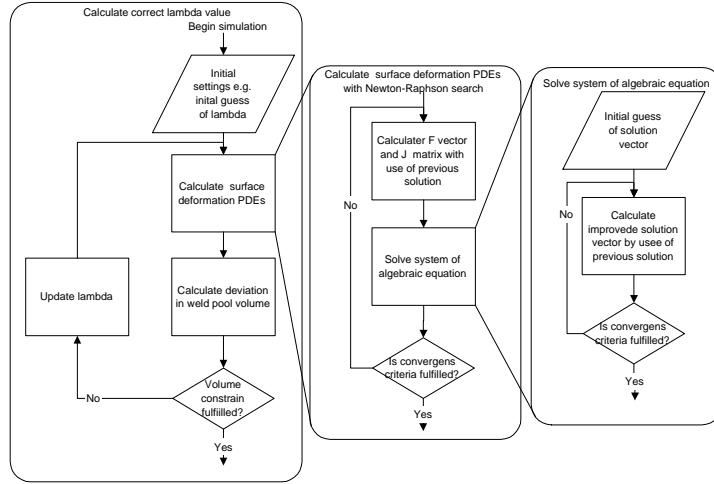 Calculate correct lambda value
Begin simulation
Initial
settings e.g.
inital guess
of lambda
Calculate surface
deformation PDEs
Calculate deviation
in weld pool volume
Update lambda
Volume
constrain
fulfiilled?
No
Yes
Calculate surface deformation PDEs
with Newton-Raphson search
Calculater F vector
and J matrix with
use of previous
solution
No
Solve system of
algebraic equation
Is convergens
criteria fulfilled?
Yes
Solve system of algebraic equation
Initial guess
of solution
vector
No
Calculate
improvede solution
vector by usee of
previous solution
Is convergens
criteria fulfilled?
Yes